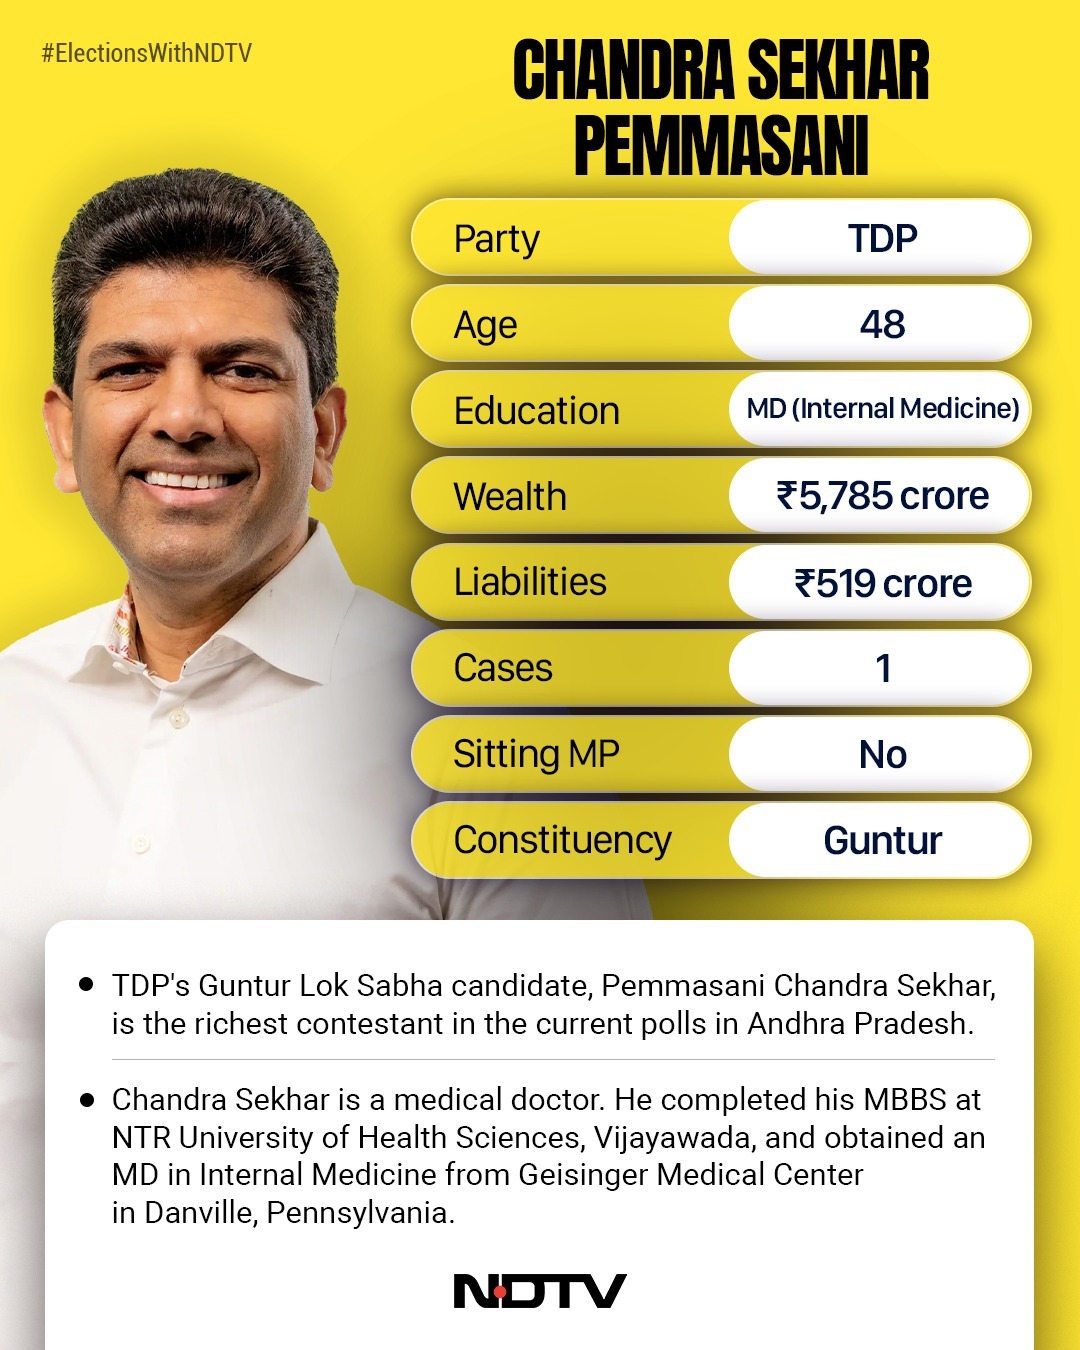 #ElectionsWithNDTV
CHANDRA SEKHAR
PEMMASANI
Party TDP
Age 48
Education MD (Internal Medicine)
Wealth ₹5,785 crore
Liabilities ₹519 crore
Cases 1
Sitting MP No
Constituency Guntur
• TDP's Guntur Lok Sabha candidate, Pemmasani Chandra Sekhar,
is the richest contestant in the current polls in Andhra Pradesh.
• Chandra Sekhar is a medical doctor. He completed his MBBS at
NTR University of Health Sciences, Vijayawada, and obtained an
MD in Internal Medicine from Geisinger Medical Center
in Danville, Pennsylvania.
NDTV